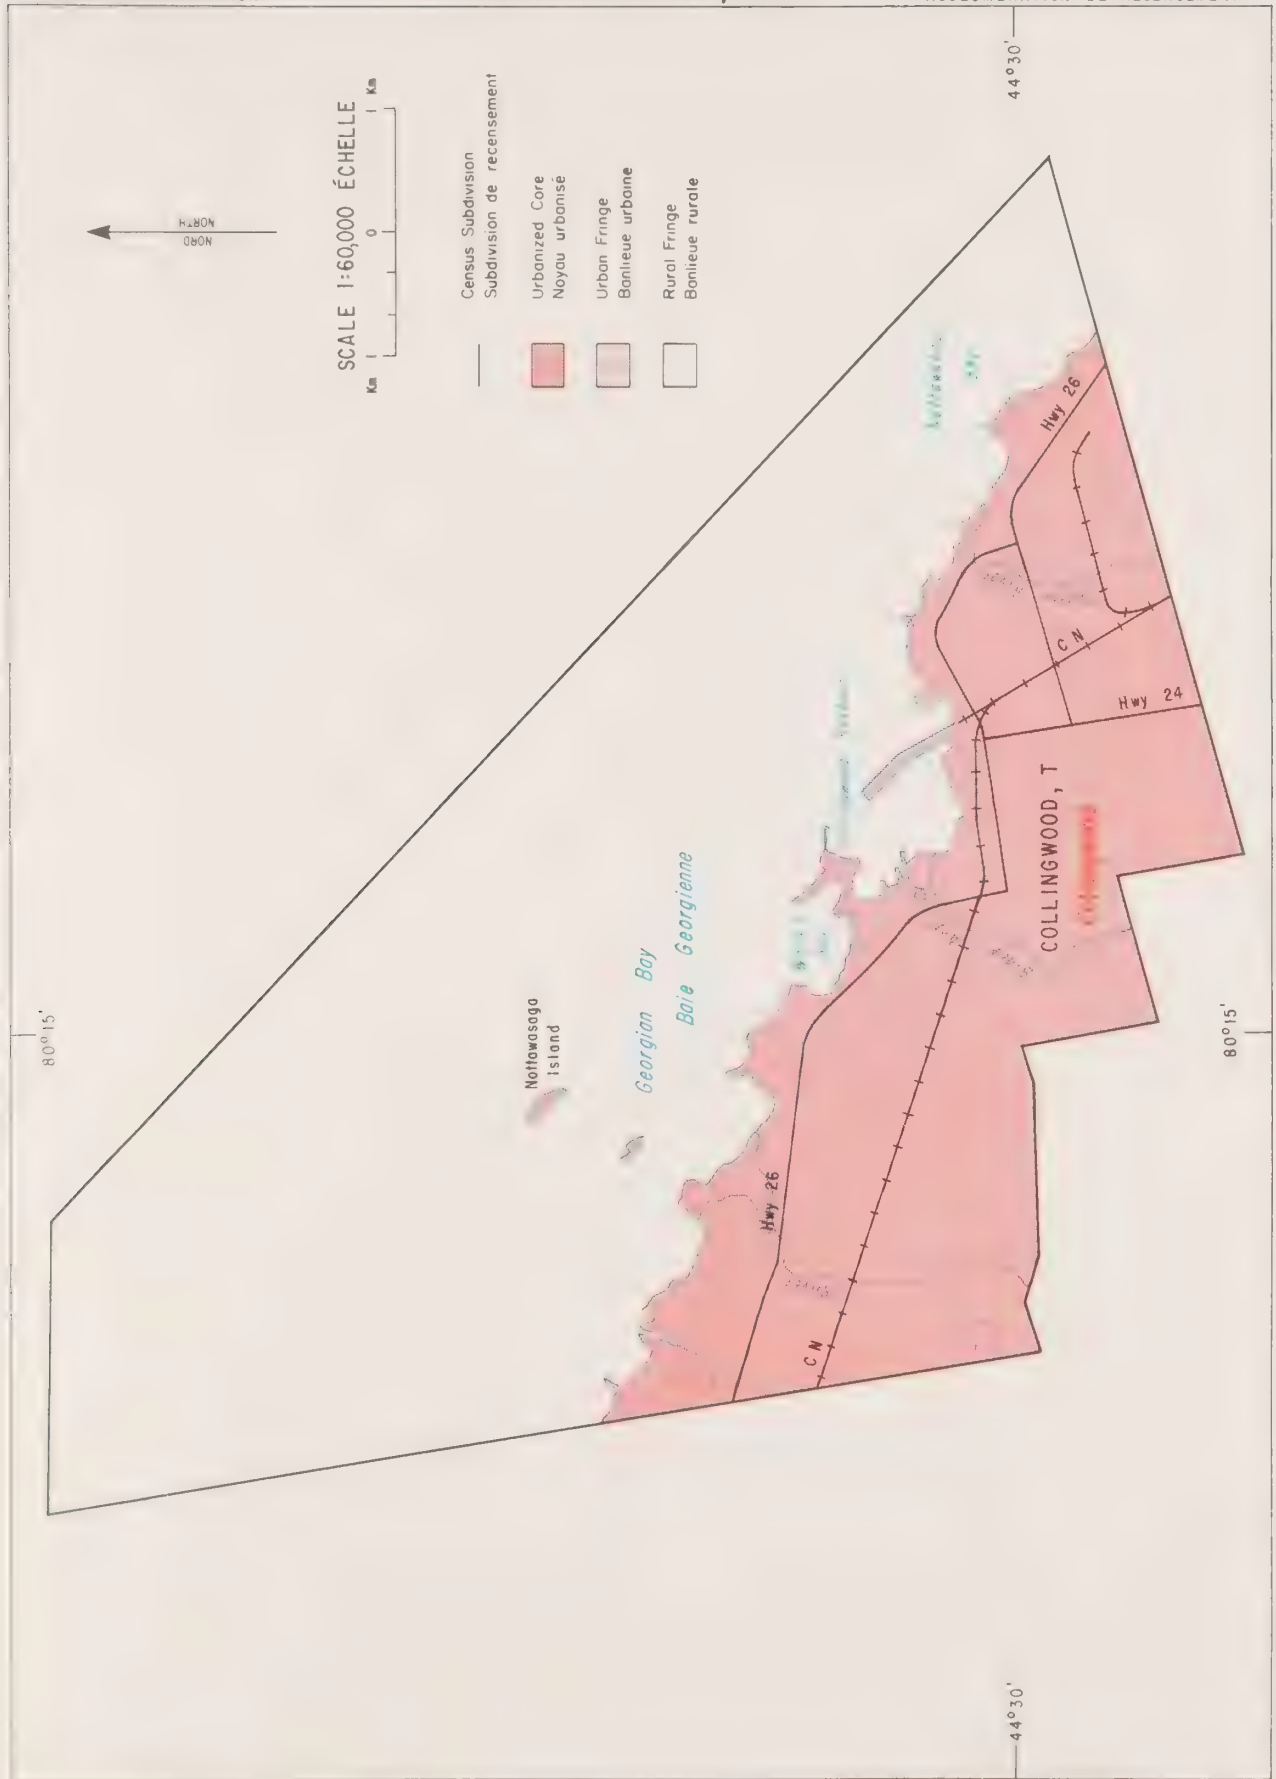 80°15'
44°30'
NORTH
NORD
SCALE 1:60,000 ÉCHELLE
Km 1 0 1 Km
Census Subdivision
Subdivision de recensement
Urbanized Core
Noyau urbanisé
Urban Fringe
Banlieue urbaine
Rural Fringe
Banlieue rurale
Nottawasaga
Island
Georgian Bay
Baie Georgienne
Hwy 26
Hwy 26
C N
C N
Hwy 24
COLLINGWOOD, T
44°30'
80°15'